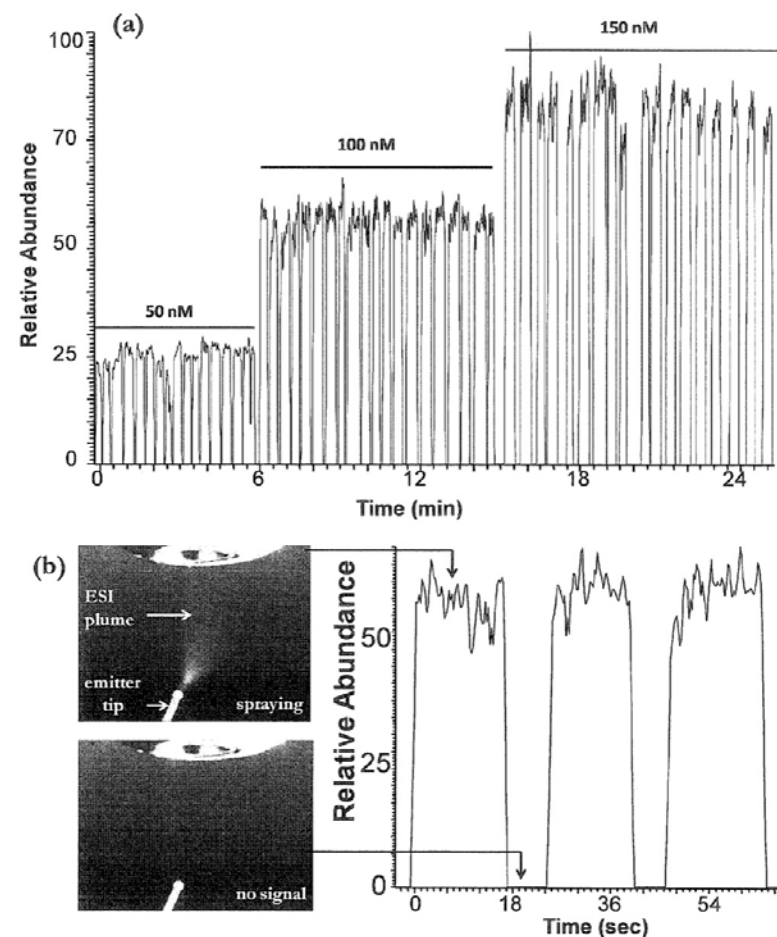 (a)
150 nM
100 nM
50 nM
Relative Abundance
100
70
50
25
0
0 6 12 18 24
Time (min)
(b)
ESI
plume
emitter
tip
spraying
no signal
Relative Abundance
50
25
0
0 18 36 54
Time (sec)